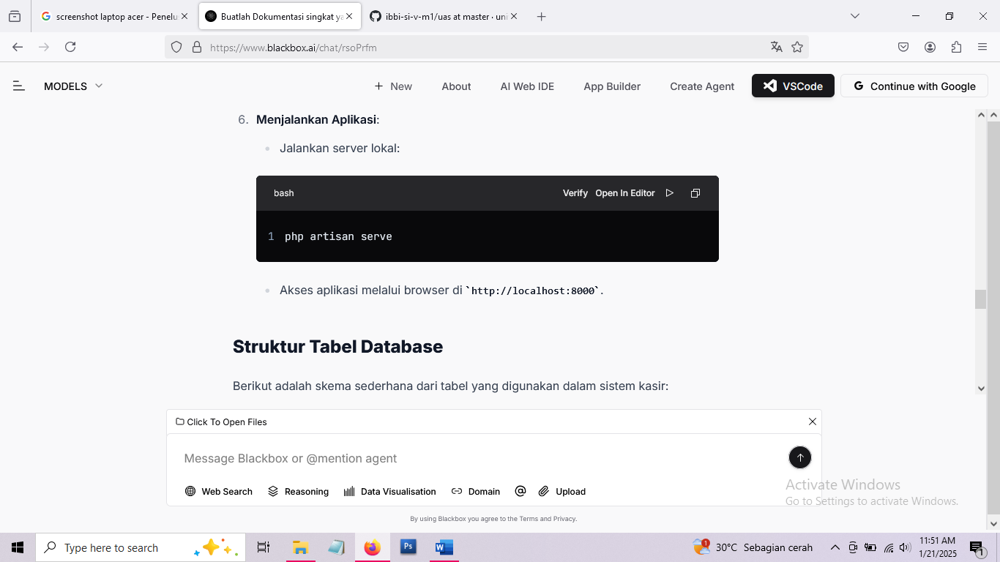 screenshot laptop acer - Penelu
Buatlah Dokumentasi singkat ya
ibbi-si-v-m1/uas at master · uni
https://www.blackbox.ai/chat/rsoPrfm
MODELS
New
About
AI Web IDE
App Builder
Create Agent
VSCode
Continue with Google
6. Menjalankan Aplikasi:
Jalankan server lokal:
bash
Verify
Open In Editor
1 php artisan serve
Akses aplikasi melalui browser di `http://localhost:8000`.
Struktur Tabel Database
Berikut adalah skema sederhana dari tabel yang digunakan dalam sistem kasir:
Click To Open Files
Message Blackbox or @mention agent
Web Search
Reasoning
Data Visualisation
Domain
@
Upload
Activate Windows
Go to Settings to activate Windows.
By using Blackbox you agree to the Terms and Privacy.
Type here to search
Ps
W
1
30°C Sebagian cerah
11:51 AM
1/21/2025
1